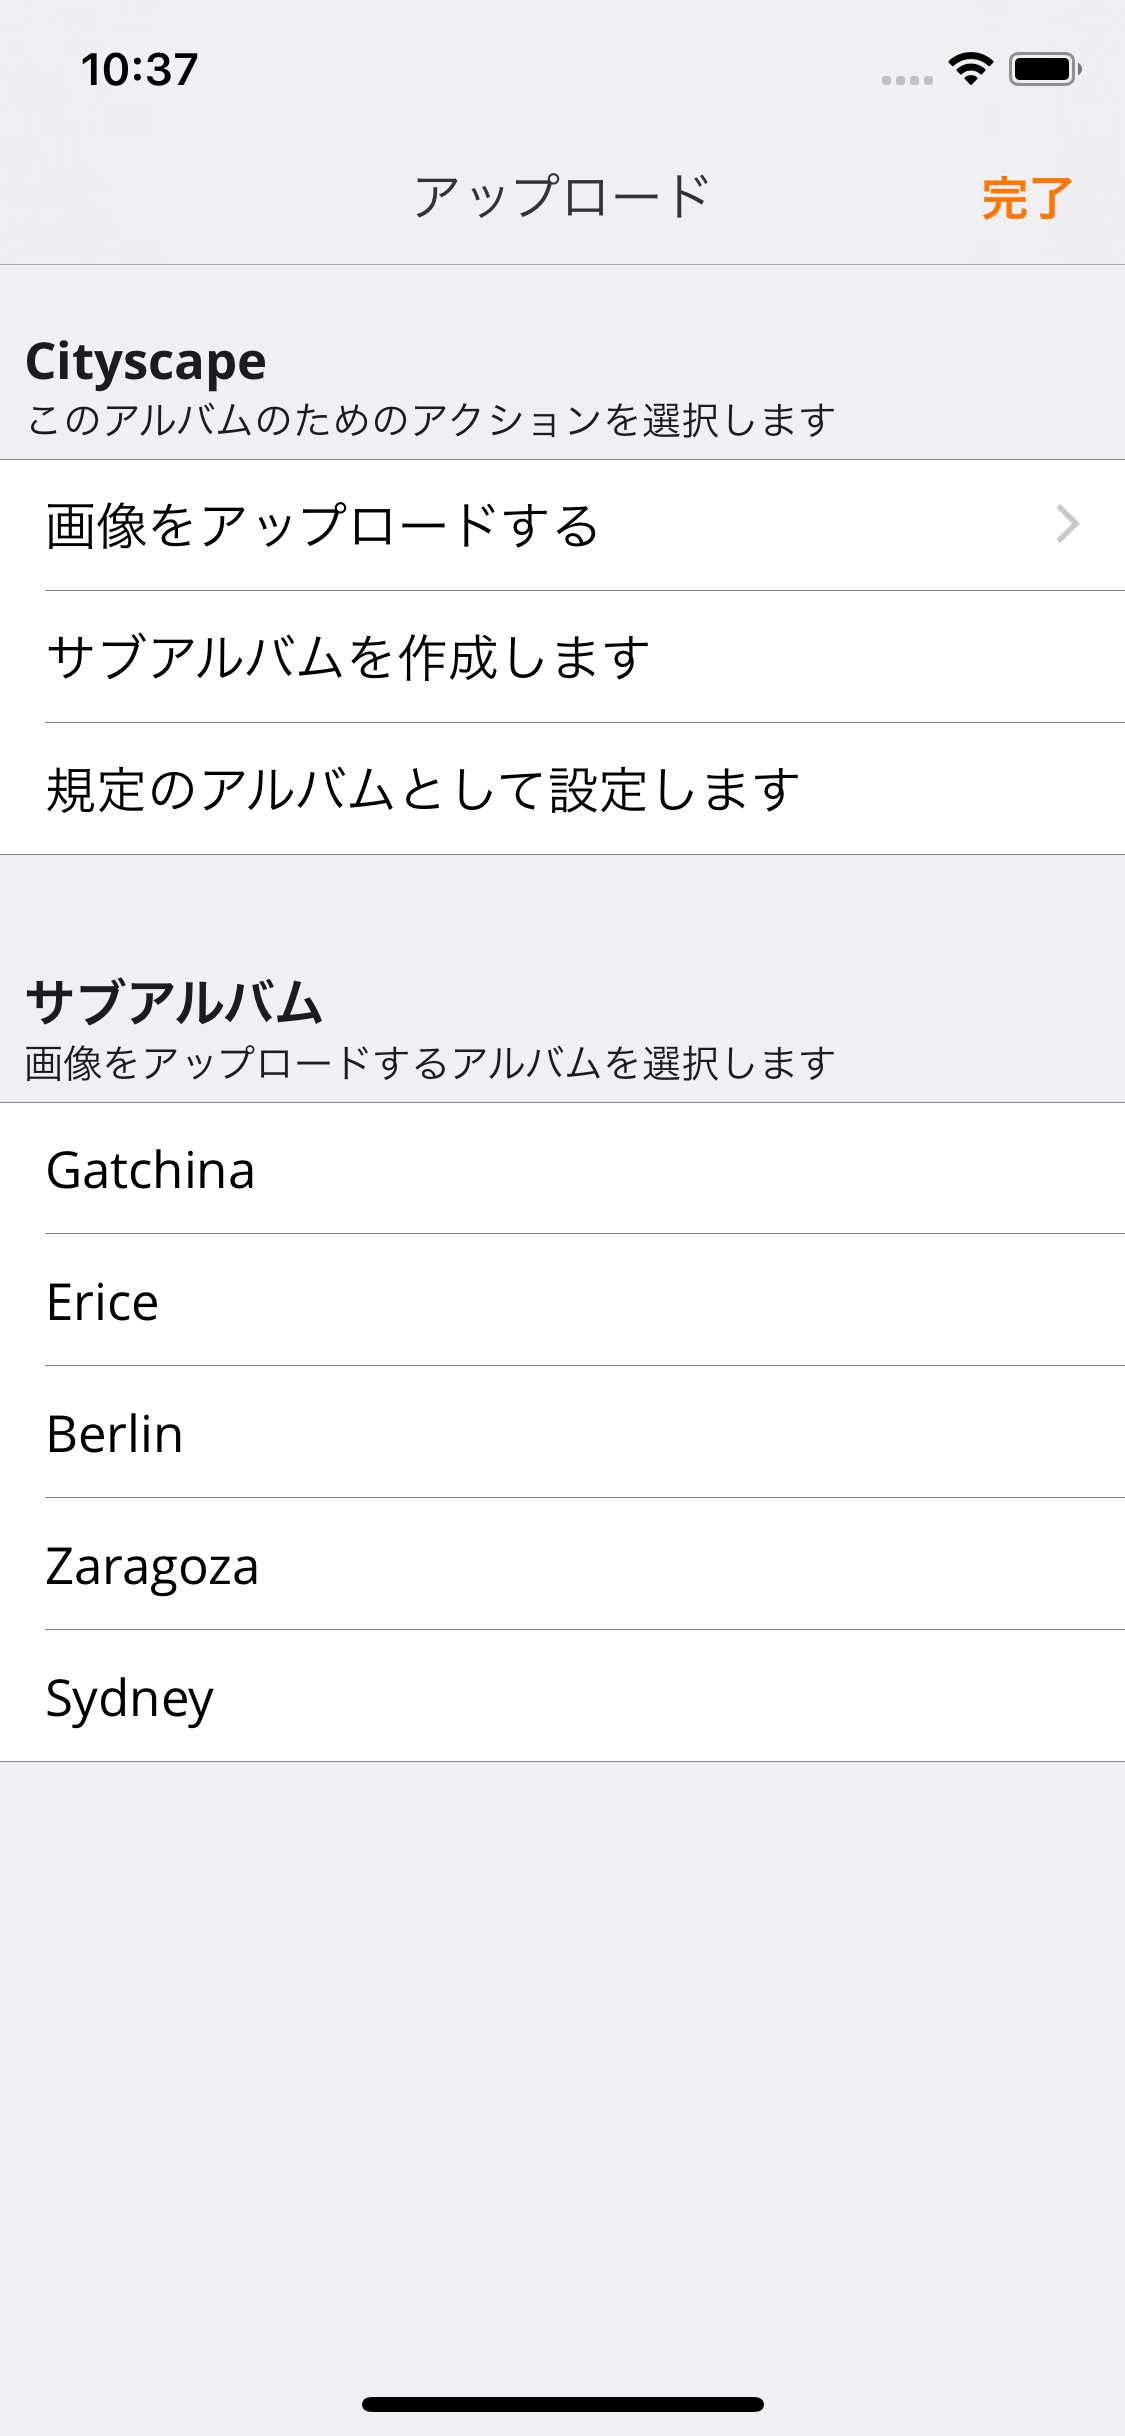 10:37
アップロード
完了
Cityscape
このアルバムのためのアクションを選択します
画像をアップロードする
サブアルバムを作成します
規定のアルバムとして設定します
サブアルバム
画像をアップロードするアルバムを選択します
Gatchina
Erice
Berlin
Zaragoza
Sydney